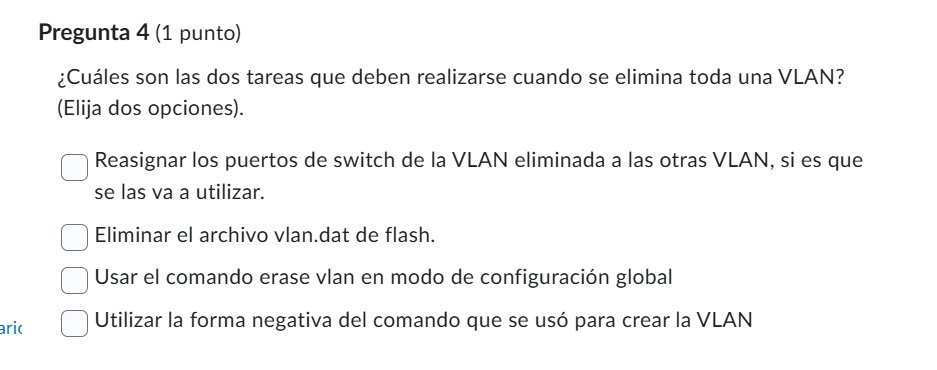 Pregunta 4 (1 punto)
¿Cuáles son las dos tareas que deben realizarse cuando se elimina toda una VLAN?
(Elija dos opciones).
Reasignar los puertos de switch de la VLAN eliminada a las otras VLAN, si es que
se las va a utilizar.
Eliminar el archivo vlan.dat de flash.
Usar el comando erase vlan en modo de configuración global
Utilizar la forma negativa del comando que se usó para crear la VLAN